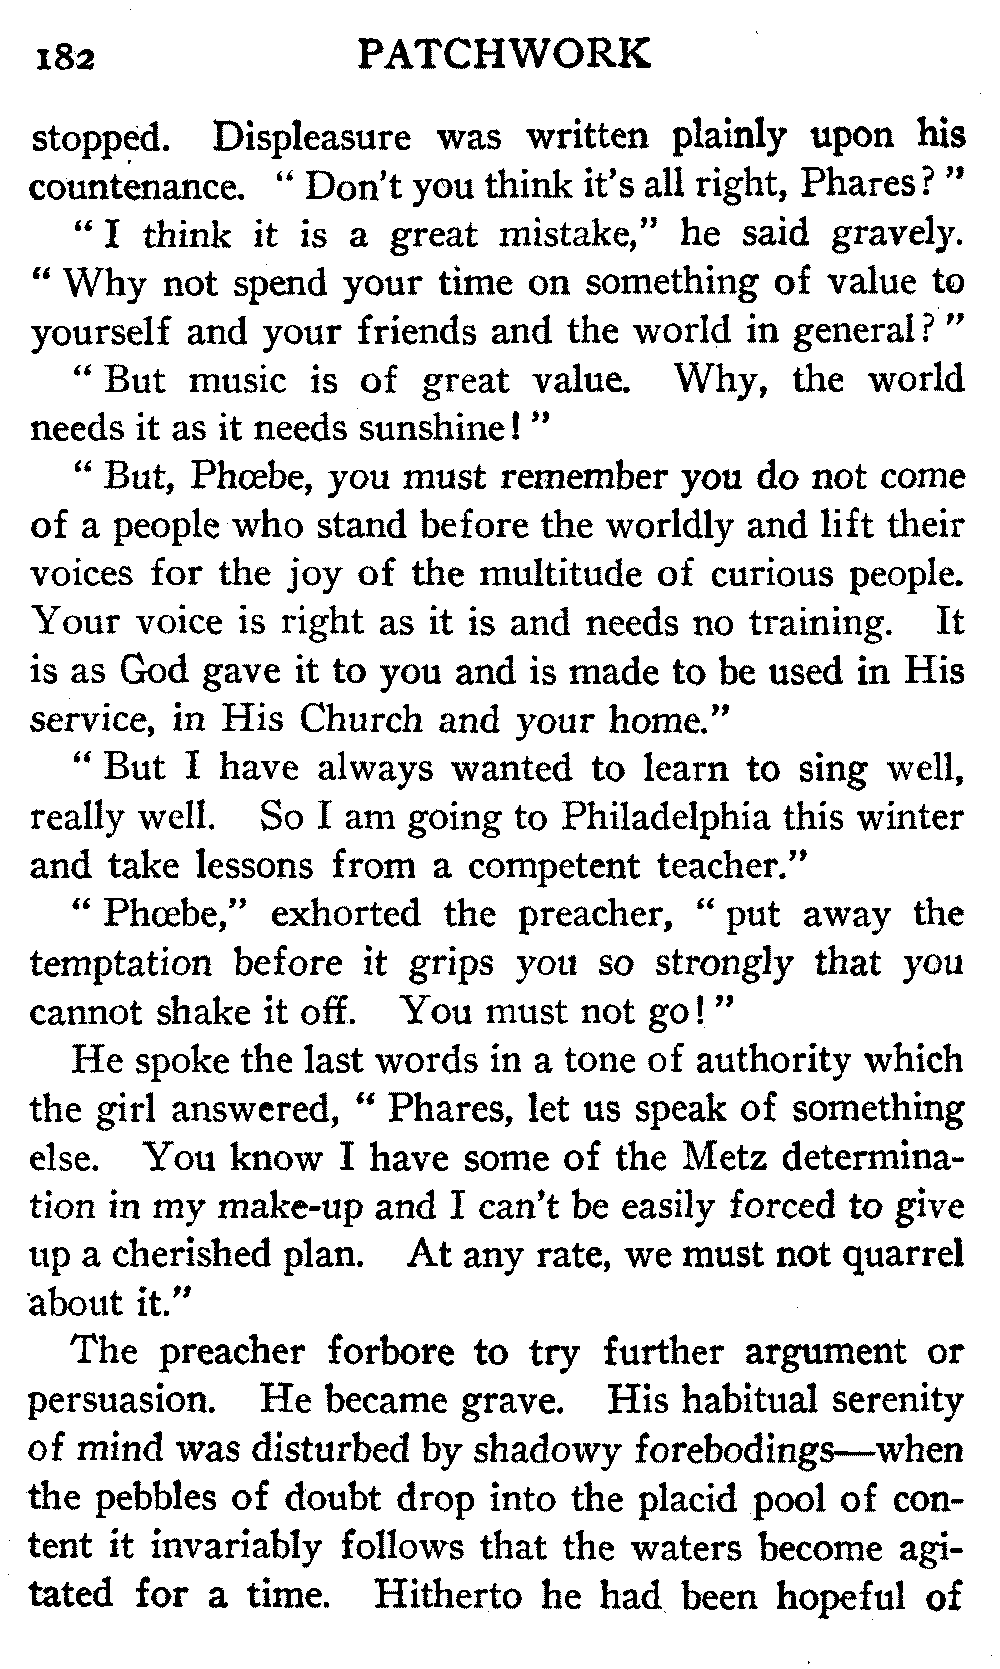 182 PATCHWORK
stopped. Displeasure was written plainly upon his
countenance. " Don't you think it's all right, Phares? "
" I think it is a great mistake," he said gravely.
" Why not spend your time on something of value to
yourself and your friends and the world in general? "
" But music is of great value. Why, the world
needs it as it needs sunshine! "
" But, Phœbe, you must remember you do not come
of a people who stand before the worldly and lift their
voices for the joy of the multitude of curious people.
Your voice is right as it is and needs no training. It
is as God gave it to you and is made to be used in His
service, in His Church and your home."
" But I have always wanted to learn to sing well,
really well. So I am going to Philadelphia this winter
and take lessons from a competent teacher."
" Phœbe," exhorted the preacher, " put away the
temptation before it grips you so strongly that you
cannot shake it off. You must not go! "
He spoke the last words in a tone of authority which
the girl answered, " Phares, let us speak of something
else. You know I have some of the Metz determina-
tion in my make-up and I can't be easily forced to give
up a cherished plan. At any rate, we must not quarrel
about it."
The preacher forbore to try further argument or
persuasion. He became grave. His habitual serenity
of mind was disturbed by shadowy forebodings—when
the pebbles of doubt drop into the placid pool of con-
tent it invariably follows that the waters become agi-
tated for a time. Hitherto he had been hopeful of